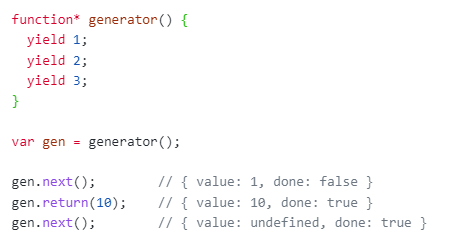 function* generator() {
  yield 1;
  yield 2;
  yield 3;
}

var gen = generator();

gen.next();        // { value: 1, done: false }
gen.return(10);    // { value: 10, done: true }
gen.next();        // { value: undefined, done: true }